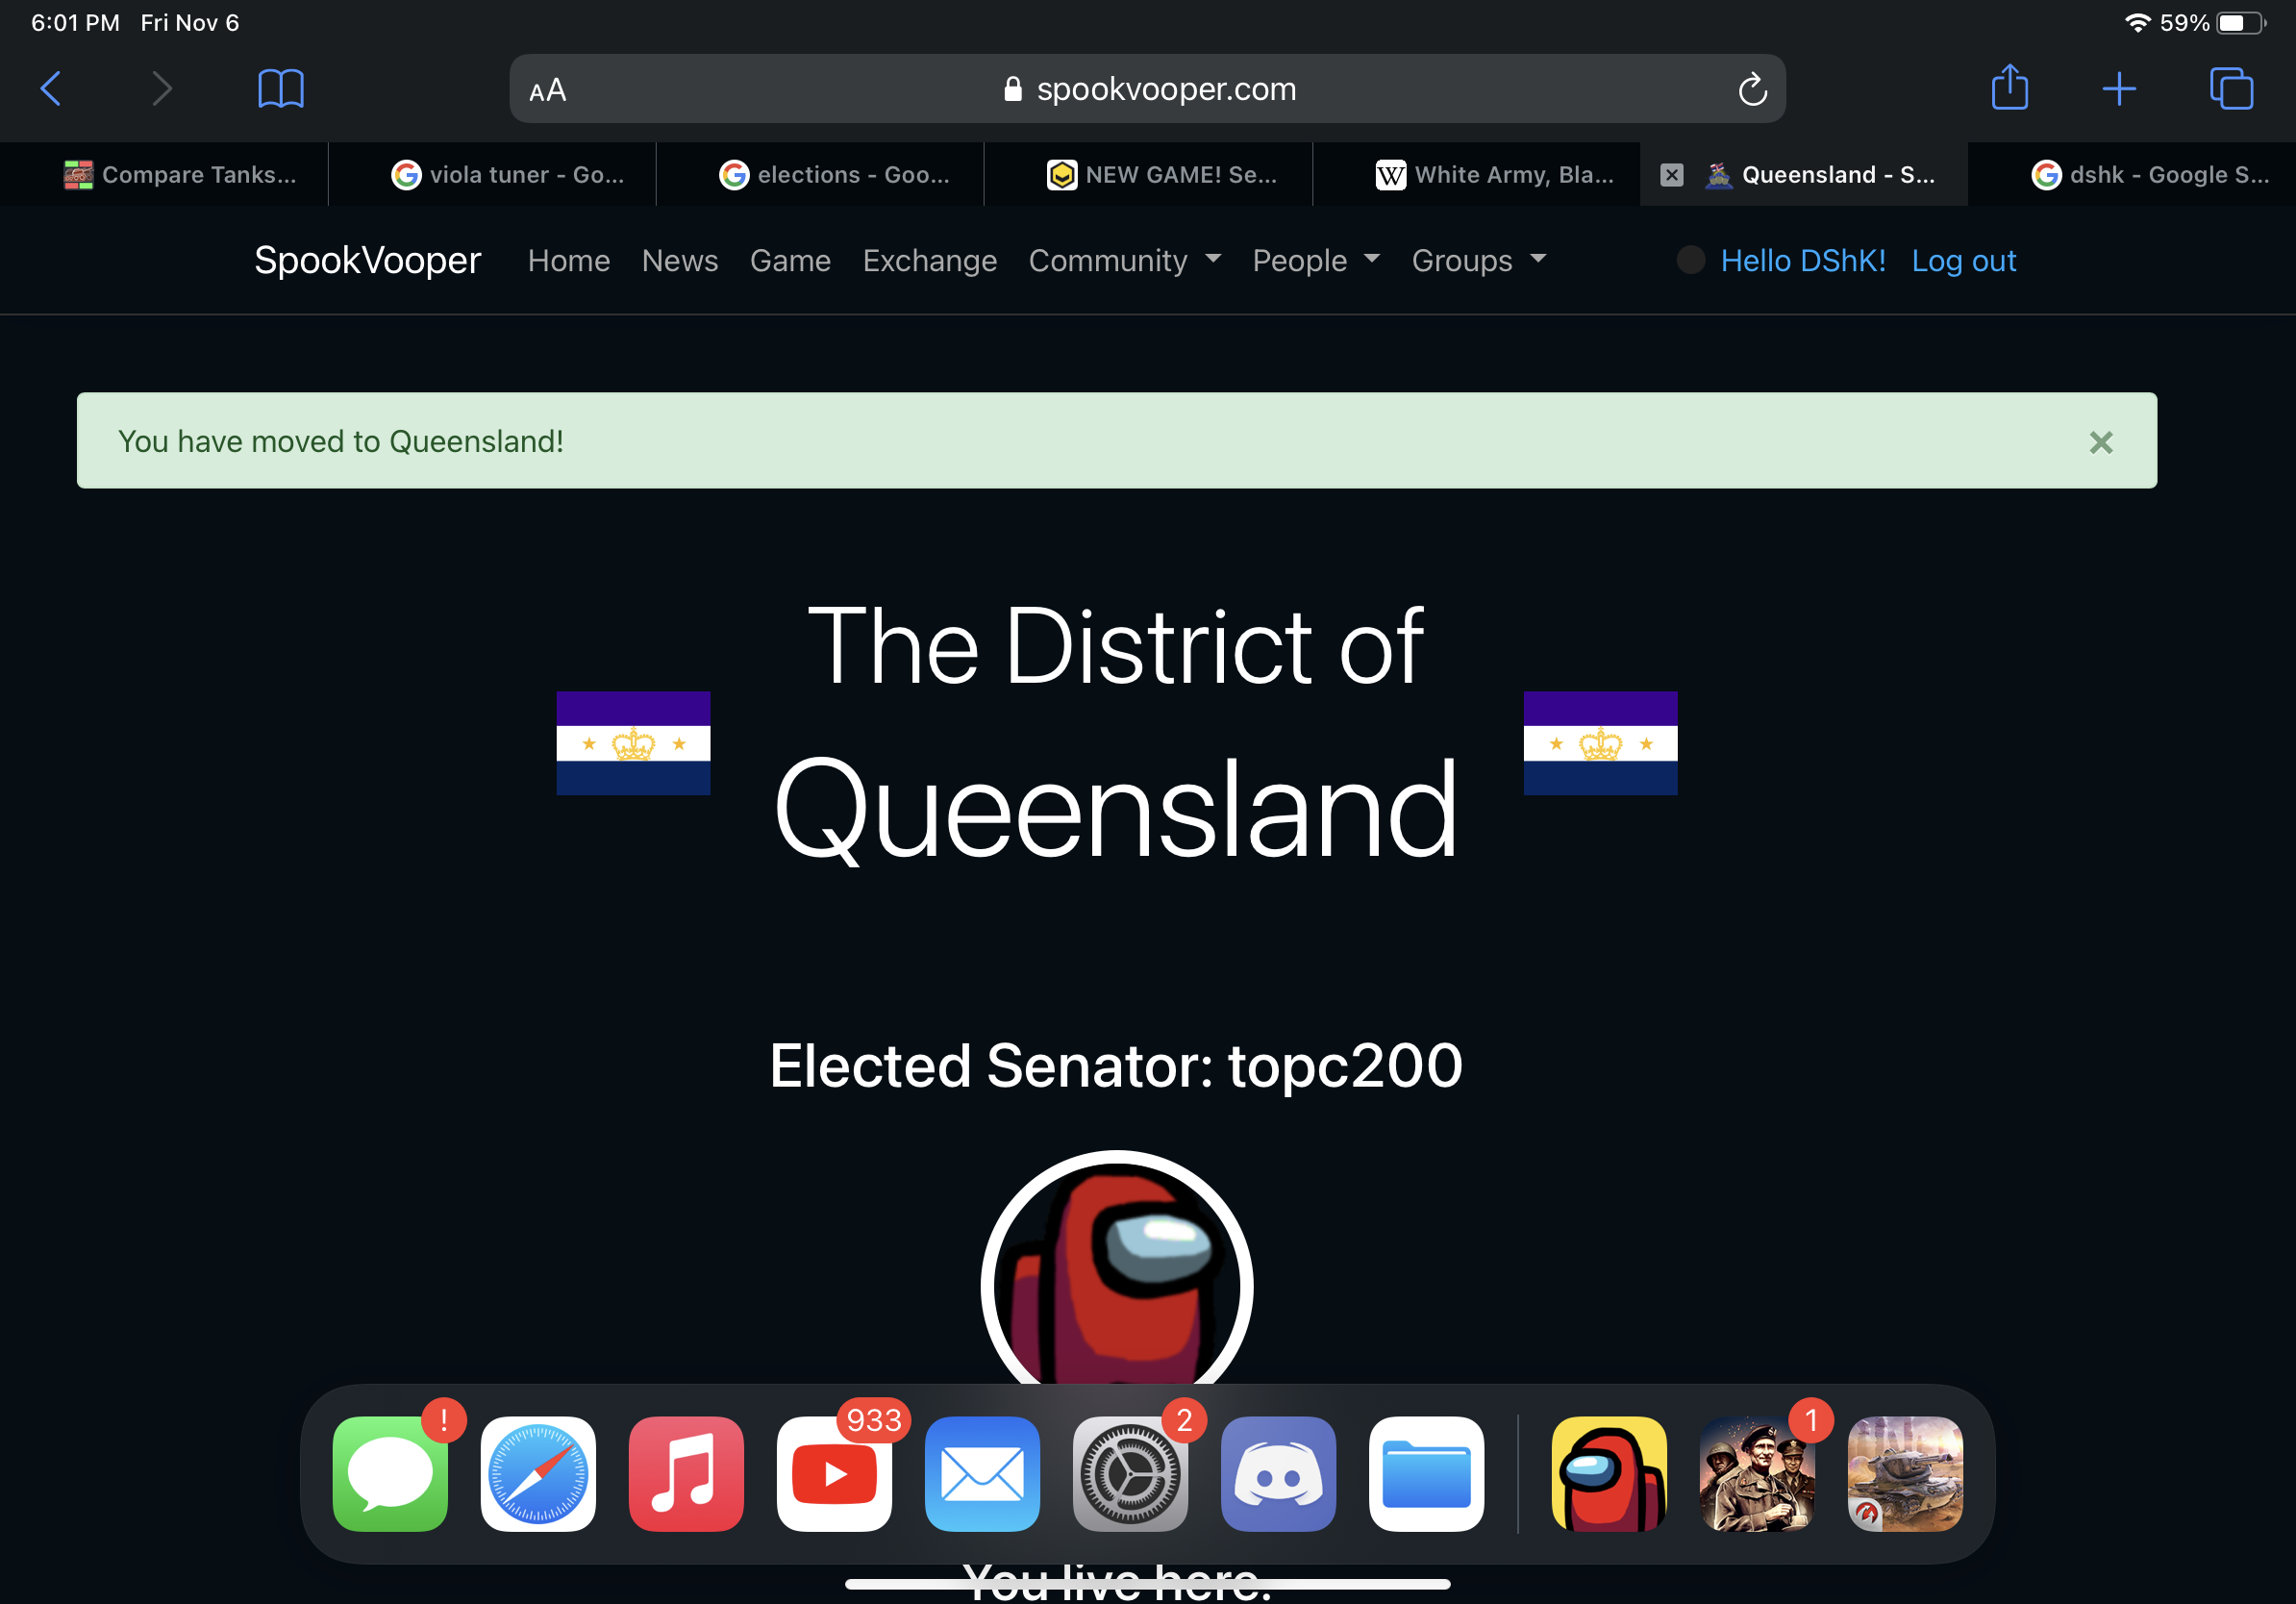 6:01 PM Fri Nov 6 59%
AA spookvooper.com
Compare Tanks... viola tuner - Go... elections - Goo... NEW GAME! Se... White Army, Bla... Queensland - S... dshk - Google S...
SpookVooper Home News Game Exchange Community People Groups Hello DShK! Log out
You have moved to Queensland!
The District of
Queensland
Elected Senator: topc200
! 933 2 1
You live here.